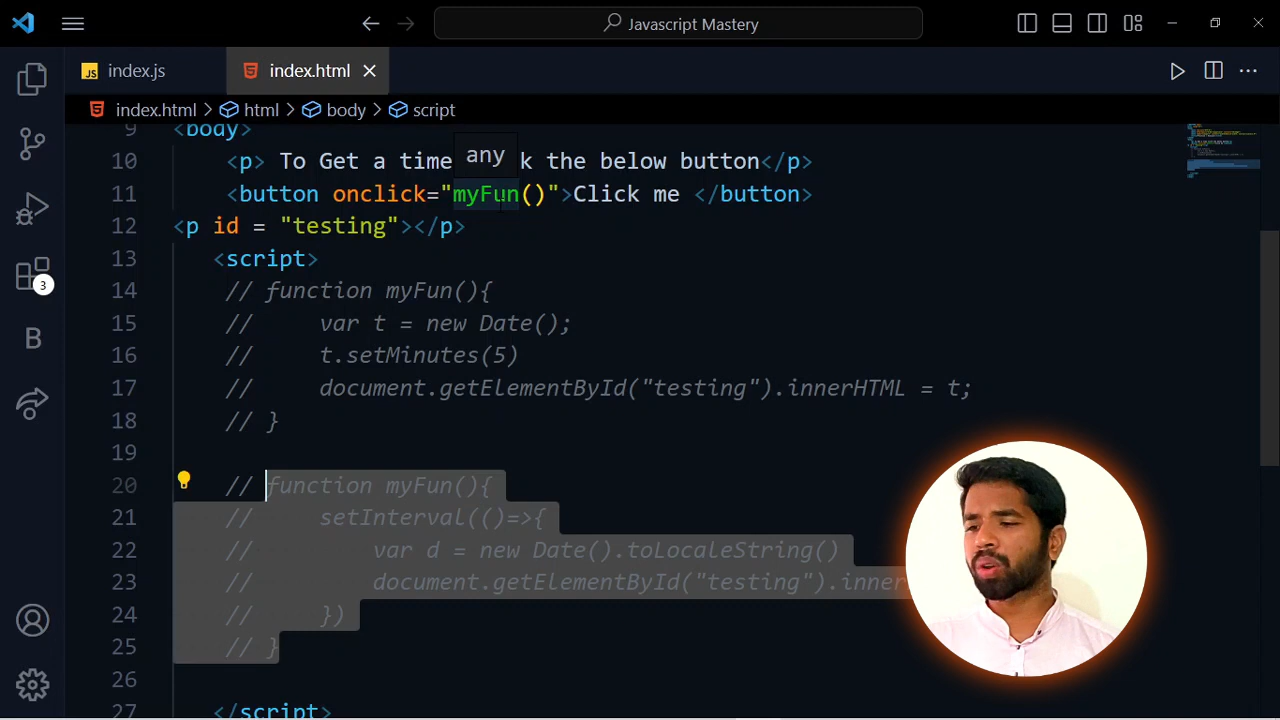 Javascript Mastery
JS index.js
index.html
index.html > html > body > script
9 <body>
10 <p> To Get a time k the below button</p>
any
11 <button onclick="myFun()">Click me </button>
12 <p id = "testing"></p>
13 <script>
14 // function myFun(){
15 // var t = new Date();
16 // t.setMinutes(5)
17 // document.getElementById("testing").innerHTML = t;
18 // }
19
20 // function myFun(){
21 // setInterval(()=>{
22 // var d = new Date().toLocaleString()
23 // document.getElementById("testing").inner
24 // })
25 // }
26
27 </script>
3
B